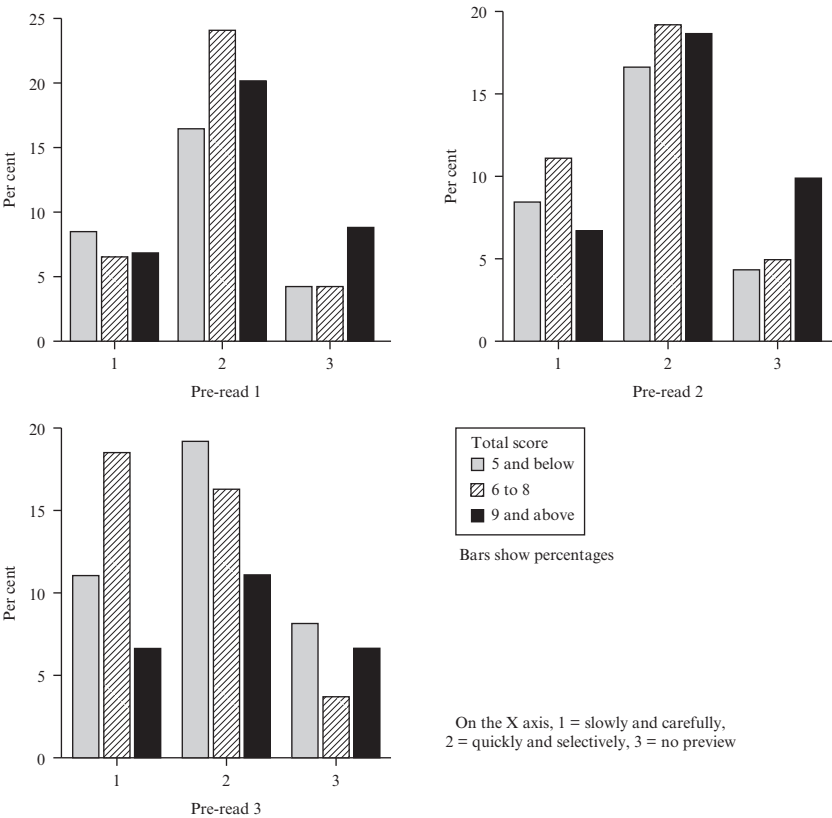 25
20
15
10
5
0
Per cent
1 2 3
Pre-read 1
20
15
10
5
0
Per cent
1 2 3
Pre-read 2
20
15
10
5
0
Per cent
1 2 3
Pre-read 3
Total score
5 and below
6 to 8
9 and above
Bars show percentages
On the X axis, 1 = slowly and carefully,
2 = quickly and selectively, 3 = no preview